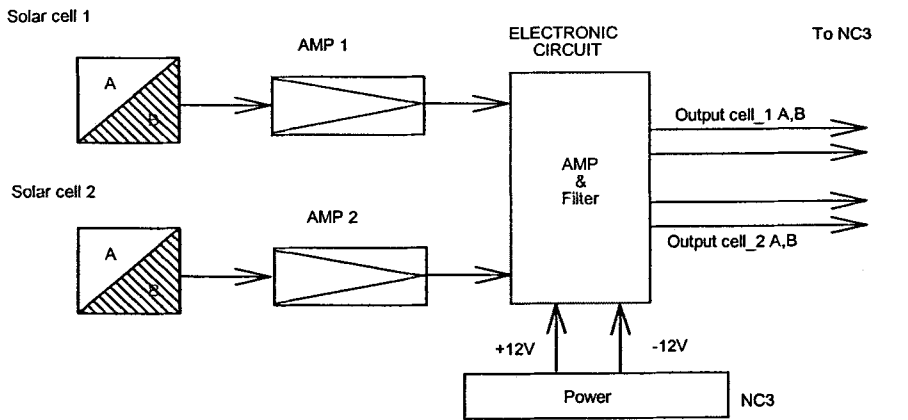 Solar cell 1
AMP 1
ELECTRONIC
CIRCUIT
To NC3
A
B
Output cell_1 A,B
AMP
&
Filter
Solar cell 2
AMP 2
A
B
Output cell_2 A,B
+12V
-12V
Power
NC3